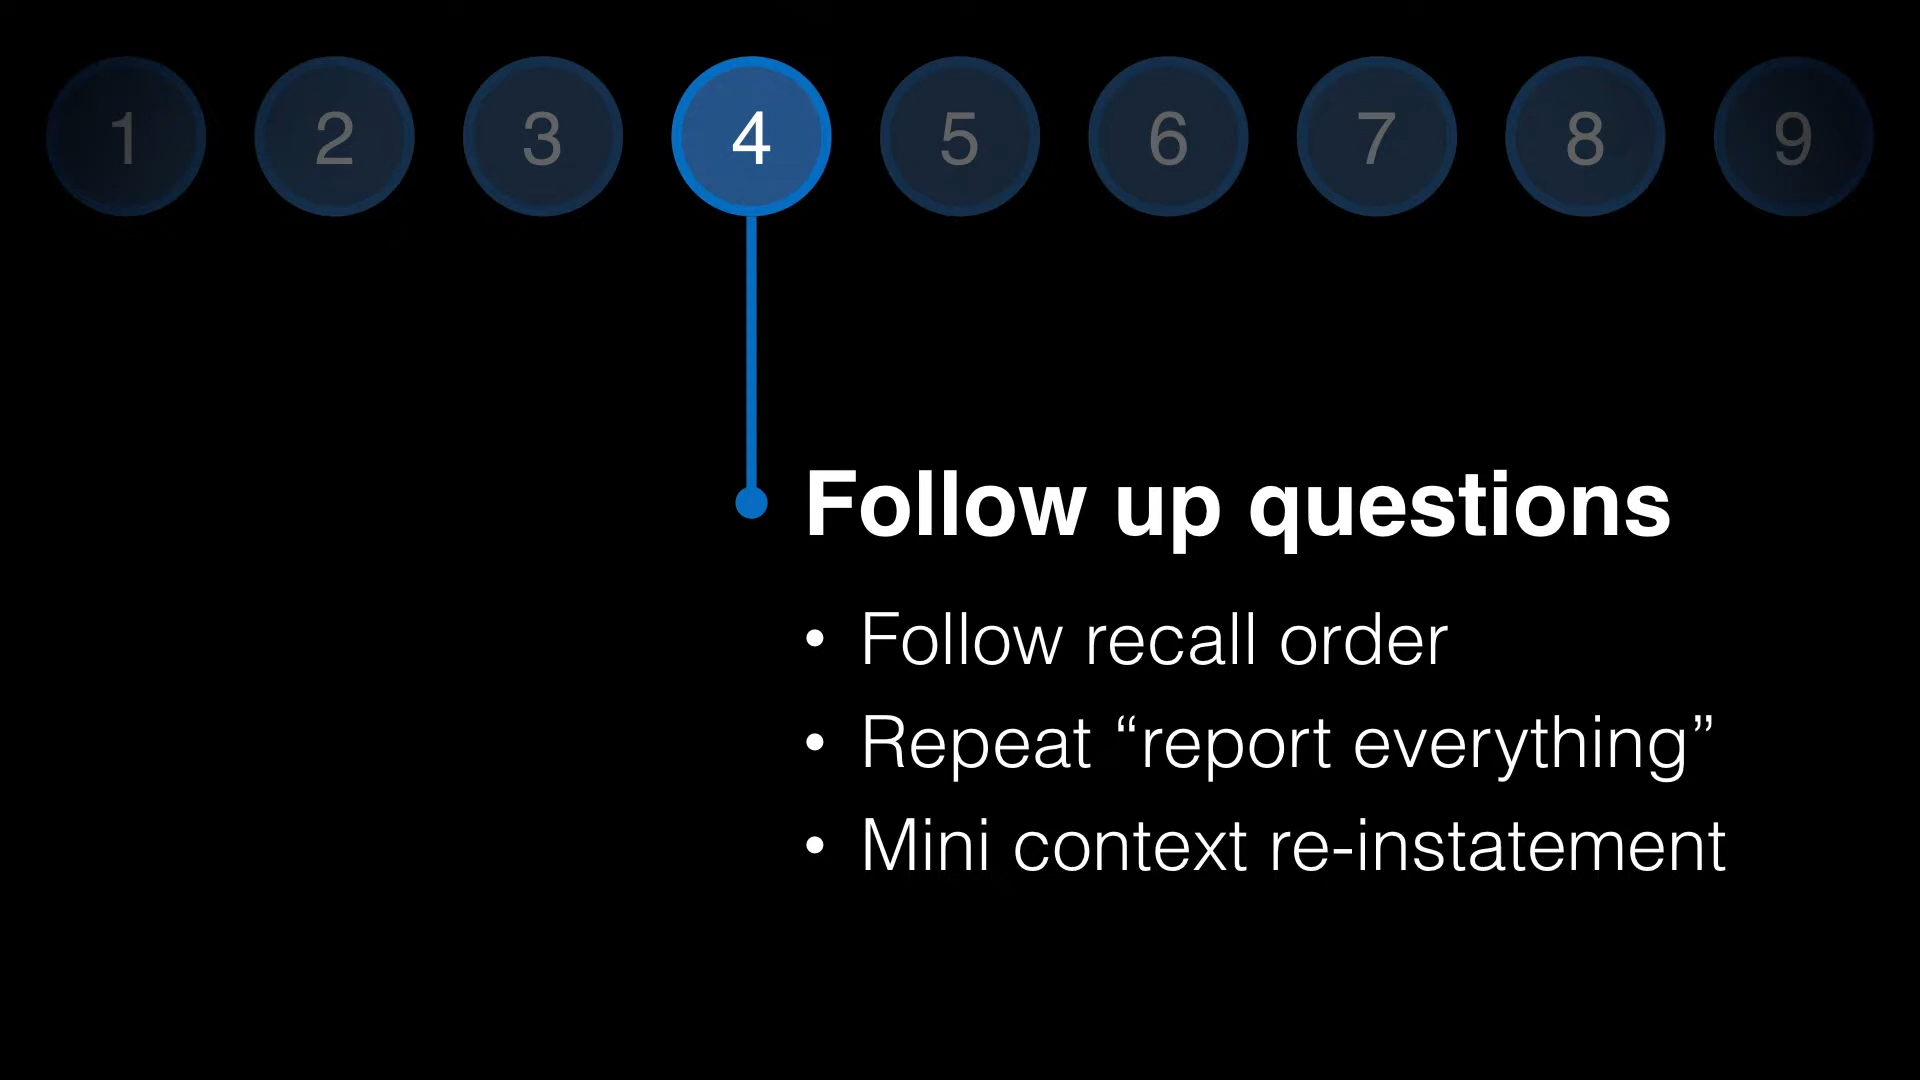 1 2 3 4 5 6 7 8 9
Follow up questions
• Follow recall order
• Repeat “report everything”
• Mini context re-instatement